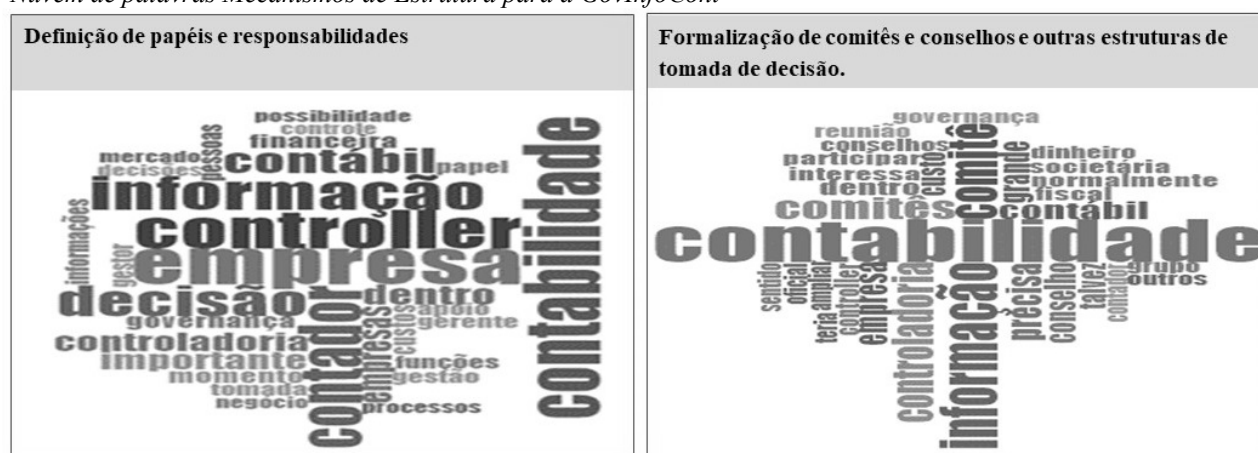 Nuvem de palavras Mecanismos de Estrutura para a GovInfoCont
Definição de papéis e responsabilidades
Formalização de comitês e conselhos e outras estruturas de
tomada de decisão.
possibilidade
controle
financeira
pessoas
mercado
decisões
contábil
papel
informação
controller
empresa
informações
gestor
decisão
dentro
apoio
governança
gerente
controladoria
contador
empresas
custos
importante
funções
momento
gestão
tomada
negócio
processos
contabilidade
governança
reunião
conselhos
participar
interessa
dentro
custo
comitê
grande
dinheiro
societária
normalmente
fiscal
comitês
contábil
contabilidade
sentido
oficial
teria
ampliar
controller
empresa
controladoria
informação
precisa
conselho
talvez
contador
grupo
outros